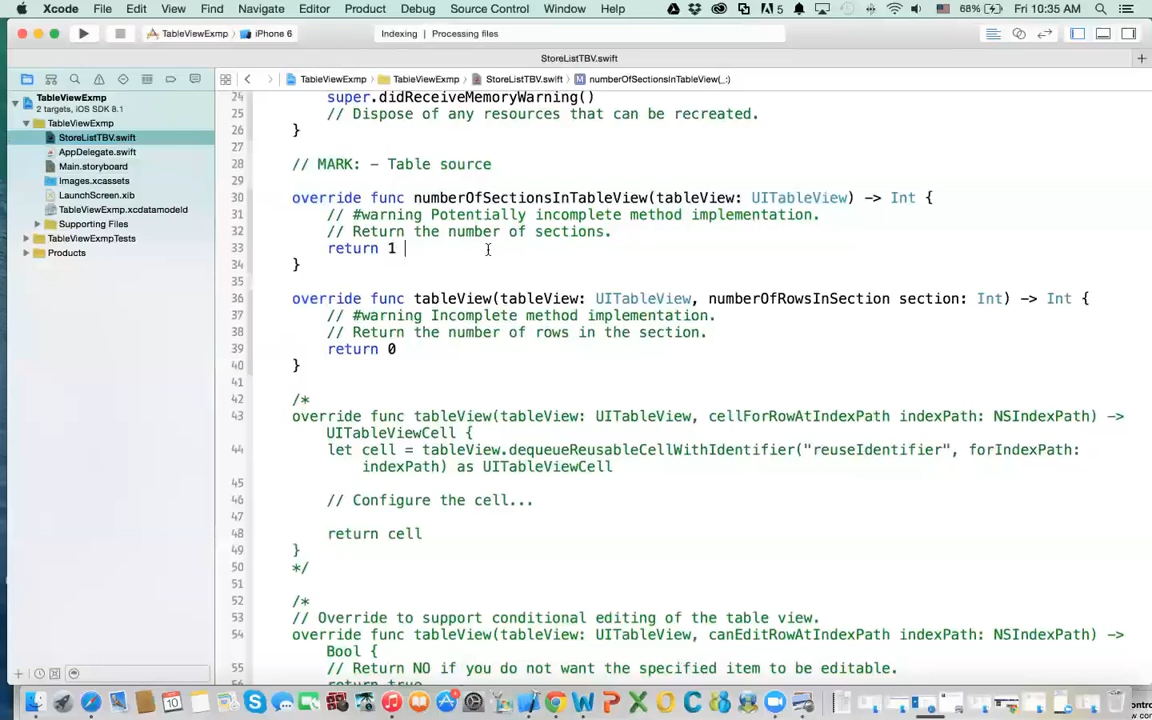 Xcode File Edit View Find Navigate Editor Product Debug Source Control Window Help 5 68% Fri 10:35 AM
TableViewExmp iPhone 6 Indexing | Processing files
StoreListTBV.swift
TableViewExmp TableViewExmp StoreListTBV.swift M numberOfSectionsInTableView(_:)
TableViewExmp
2 targets, iOS SDK 8.1
TableViewExmp
StoreListTBV.swift
AppDelegate.swift
Main.storyboard
Images.xcassets
LaunchScreen.xib
TableViewExmp.xcdatamodeld
Supporting Files
TableViewExmpTests
Products
24 super.didReceiveMemoryWarning()
25 // Dispose of any resources that can be recreated.
26 }
27
28 // MARK: - Table source
29
30 override func numberOfSectionsInTableView(tableView: UITableView) -> Int {
31 // #warning Potentially incomplete method implementation.
32 // Return the number of sections.
33 return 1
34 }
35
36 override func tableView(tableView: UITableView, numberOfRowsInSection section: Int) -> Int {
37 // #warning Incomplete method implementation.
38 // Return the number of rows in the section.
39 return 0
40 }
41
42 /*
43 override func tableView(tableView: UITableView, cellForRowAtIndexPath indexPath: NSIndexPath) ->
UITableViewCell {
44 let cell = tableView.dequeueReusableCellWithIdentifier("reuseIdentifier", forIndexPath:
indexPath) as UITableViewCell
45
46 // Configure the cell...
47
48 return cell
49 }
50 */
51
52 /*
53 // Override to support conditional editing of the table view.
54 override func tableView(tableView: UITableView, canEditRowAtIndexPath indexPath: NSIndexPath) ->
Bool {
55 // Return NO if you do not want the specified item to be editable.
56 return true
10